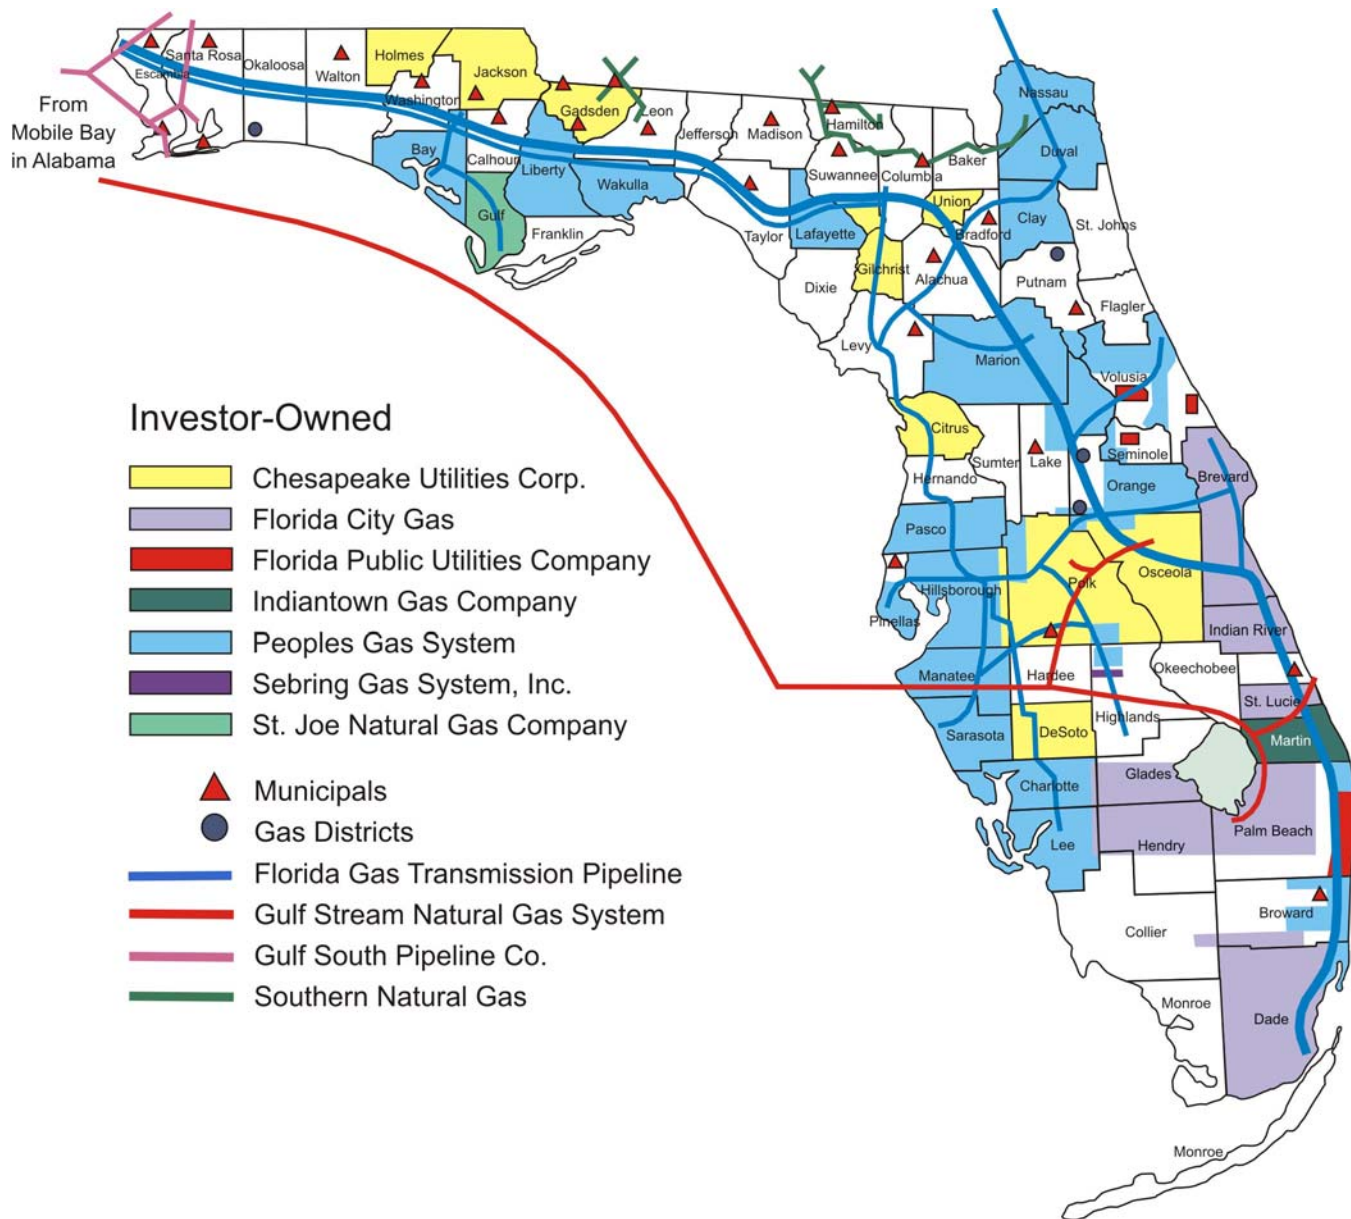 From
Mobile Bay
in Alabama
Escambia
Santa Rosa
Okaloosa
Walton
Holmes
Washington
Jackson
Bay
Calhoun
Gulf
Gadsden
Liberty
Leon
Wakulla
Franklin
Jefferson
Madison
Taylor
Hamilton
Suwannee
Lafayette
Dixie
Columbia
Baker
Nassau
Duval
Union
Bradford
Clay
St. Johns
Gilchrist
Alachua
Putnam
Flagler
Levy
Marion
Volusia
Citrus
Sumter
Lake
Seminole
Hernando
Orange
Brevard
Pasco
Pinellas
Hillsborough
Polk
Osceola
Indian River
Manatee
Hardee
Okeechobee
Highlands
St. Lucie
Sarasota
DeSoto
Martin
Charlotte
Glades
Lee
Hendry
Palm Beach
Collier
Broward
Monroe
Dade
Monroe
Investor-Owned
Chesapeake Utilities Corp.
Florida City Gas
Florida Public Utilities Company
Indiantown Gas Company
Peoples Gas System
Sebring Gas System, Inc.
St. Joe Natural Gas Company
Municipals
Gas Districts
Florida Gas Transmission Pipeline
Gulf Stream Natural Gas System
Gulf South Pipeline Co.
Southern Natural Gas